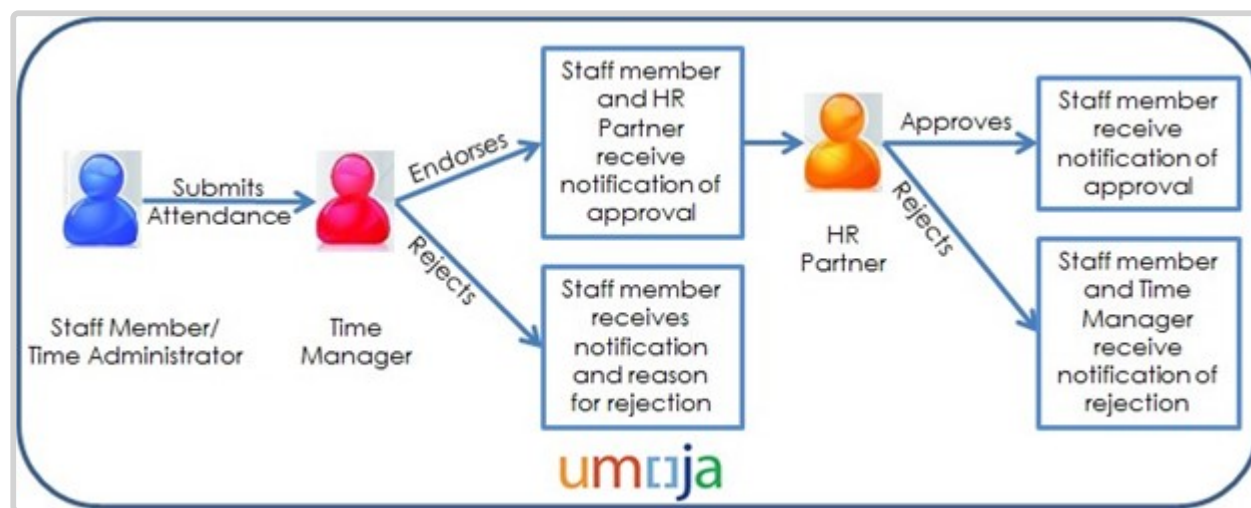 Submits
Attendance
Staff Member/
Time Administrator
Time
Manager
Endorses
Rejects
Staff member
and HR
Partner
receive
notification of
approval
Staff member
receives
notification
and reason
for rejection
HR
Partner
Approves
Rejects
Staff member
receive
notification of
approval
Staff member
and Time
Manager
receive
notification of
rejection
um[]ja